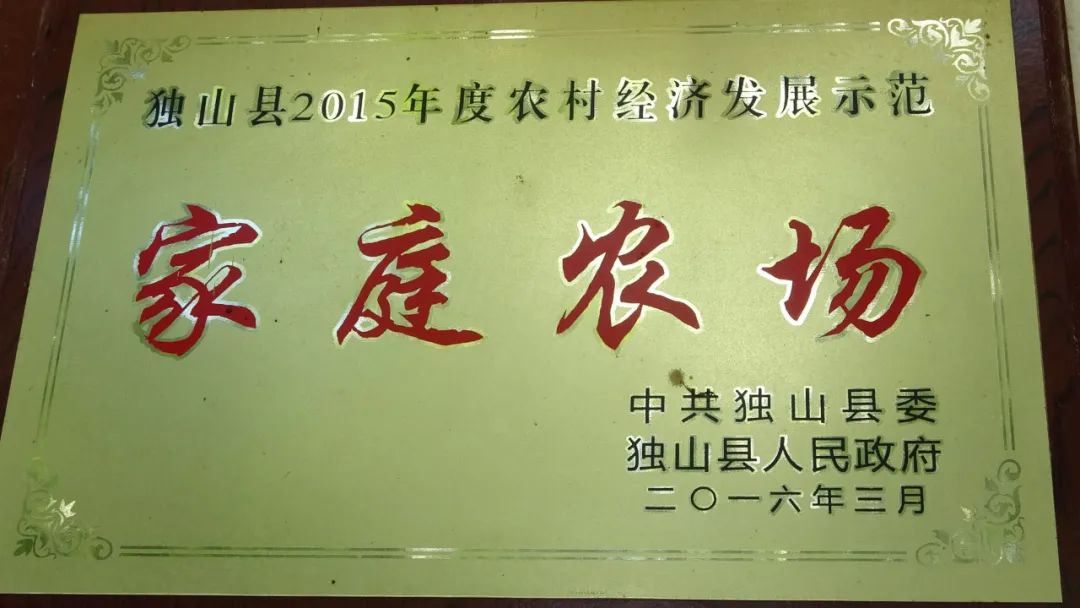 独山县2015年度农村经济发展示范
家庭农场
中共独山县委
独山县人民政府
二〇一六年三月